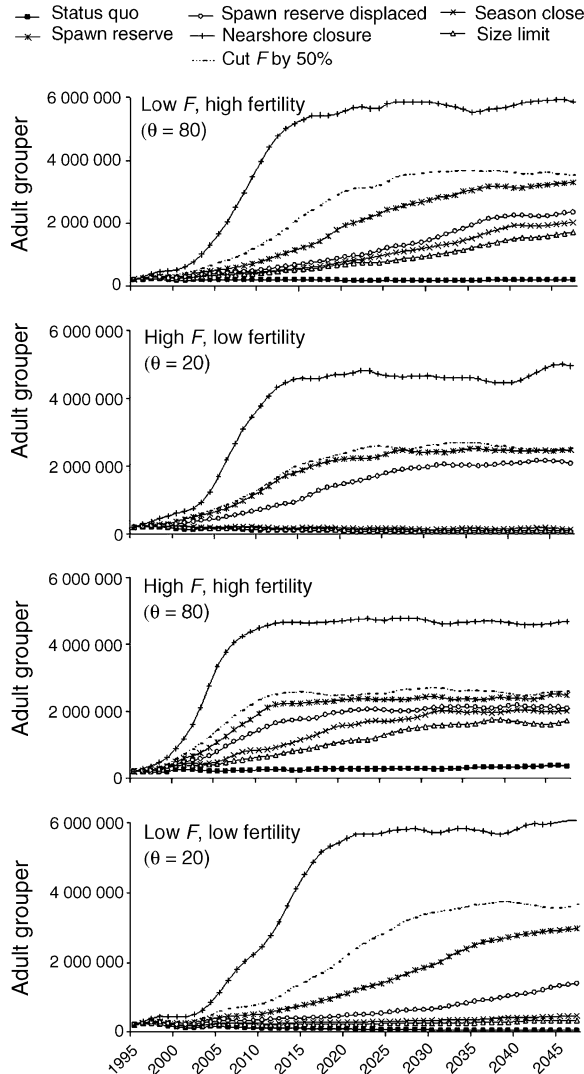 Status quo
Spawn reserve displaced
Season close
Spawn reserve
Nearshore closure
Size limit
Cut F by 50%
6 000 000
4 000 000
2 000 000
0
Adult grouper
Low F, high fertility
(θ = 80)
6 000 000
4 000 000
2 000 000
0
Adult grouper
High F, low fertility
(θ = 20)
6 000 000
4 000 000
2 000 000
0
Adult grouper
High F, high fertility
(θ = 80)
6 000 000
4 000 000
2 000 000
0
Adult grouper
Low F, low fertility
(θ = 20)
1995
2000
2005
2010
2015
2020
2025
2030
2035
2040
2045